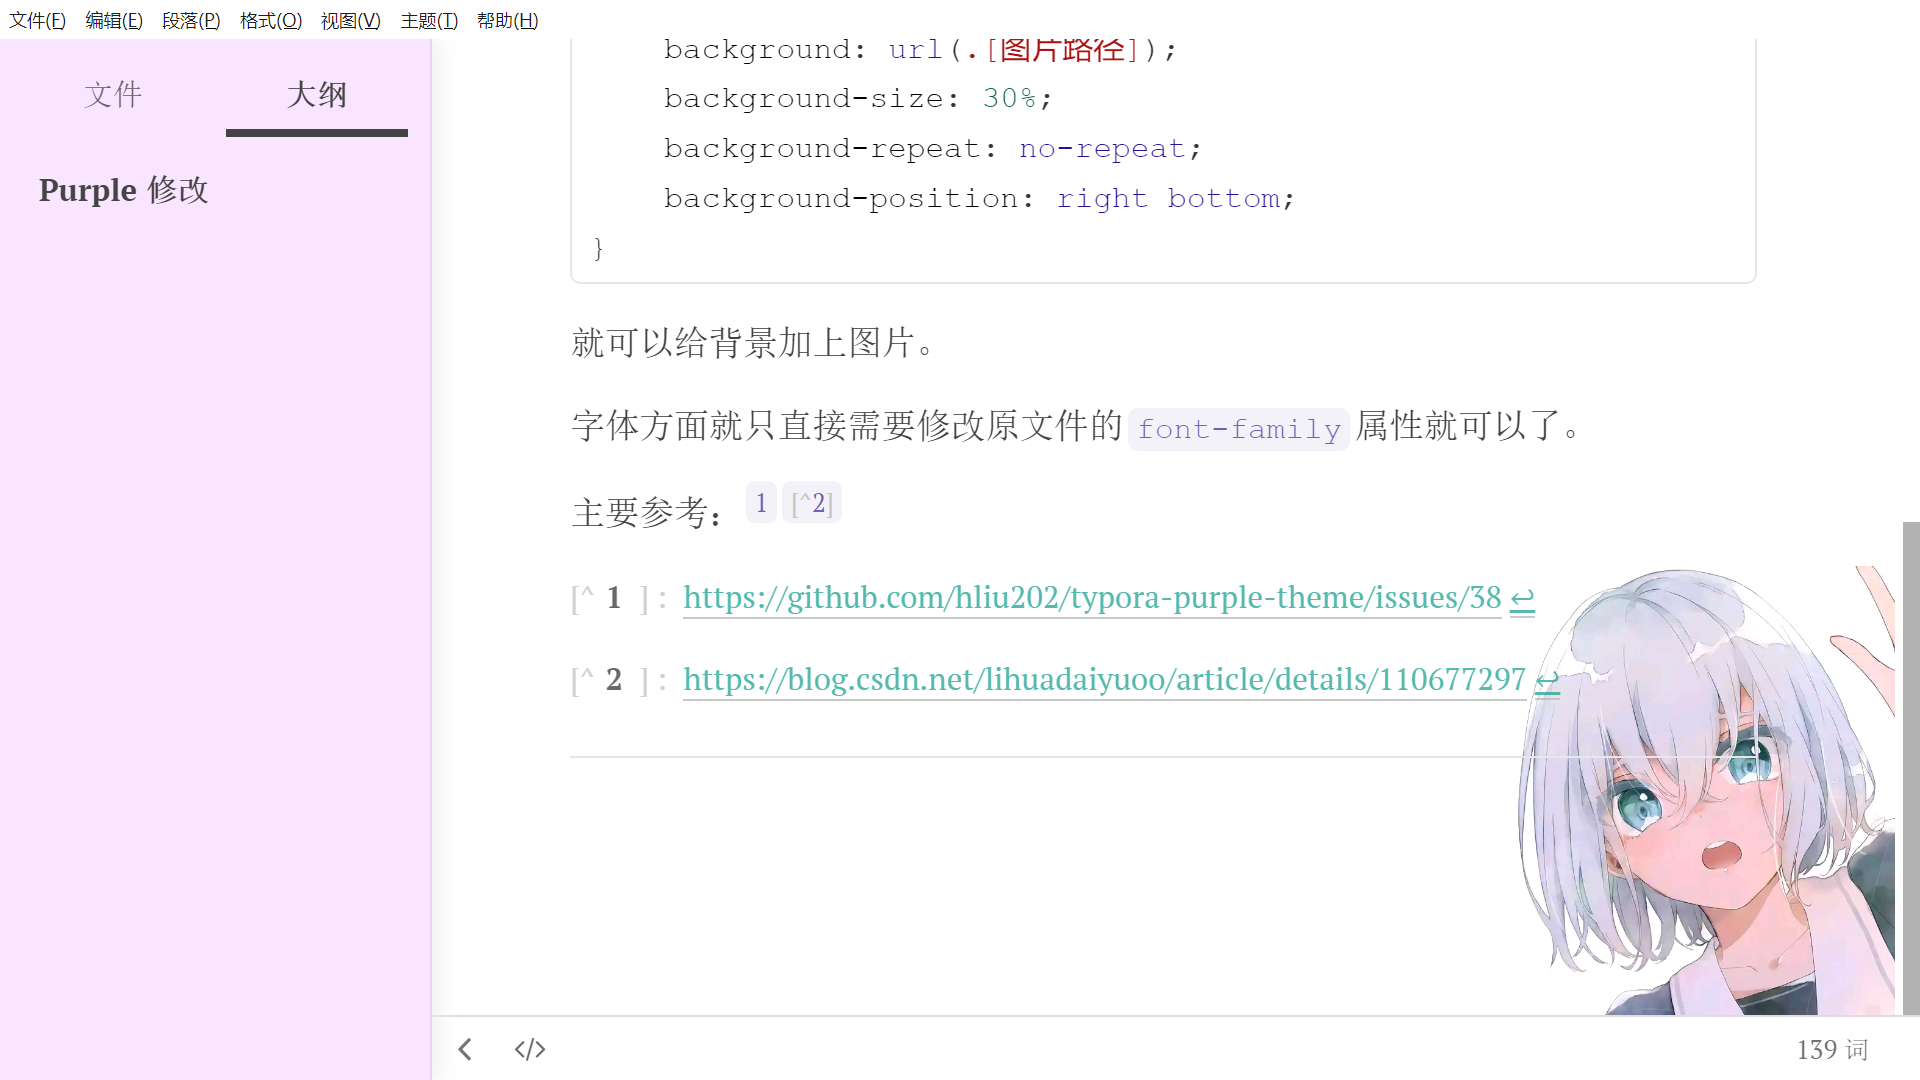 文件(F) 编辑(E) 段落(P) 格式(O) 视图(V) 主题(T) 帮助(H)
文件 大纲
Purple 修改
background: url(.[图片路径]);
background-size: 30%;
background-repeat: no-repeat;
background-position: right bottom;
}
就可以给背景加上图片。
字体方面就只直接需要修改原文件的 font-family 属性就可以了。
主要参考： 1 [^2]
[^ 1 ] : https://github.com/hliu202/typora-purple-theme/issues/38 ↩
[^ 2 ] : https://blog.csdn.net/lihuadaiyuoo/article/details/110677297 ↩
139 词